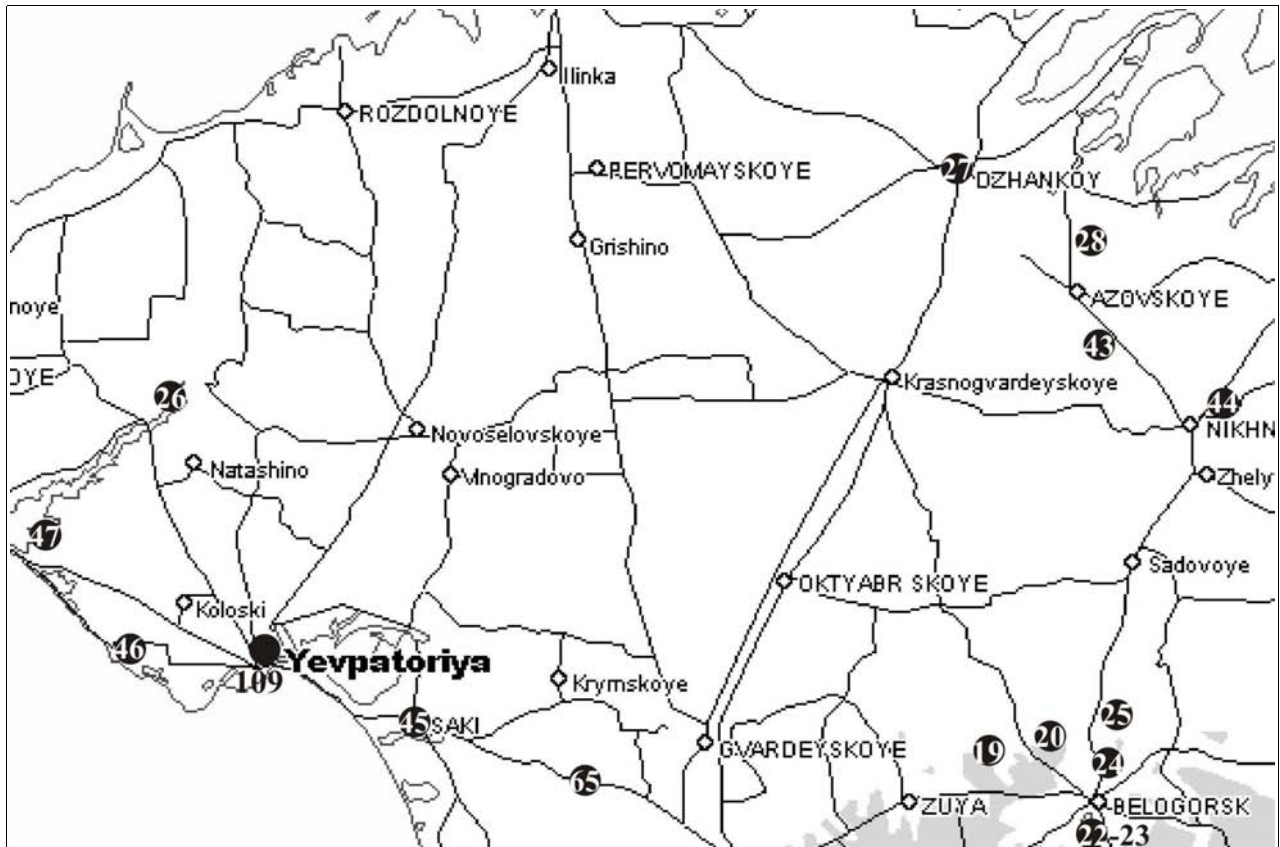 Ilinka
ROZDOLNOYE
PERVOMAYSKOYE
27
DZHANKOY
28
Grishino
AZOVSKOYE
noye
43
OYE
Krasnogvardeyskoye
26
44
NIKHN
Novoselovskoye
Natashino
Vinogradovo
Zhely
47
Sadovoye
OKTYABR SKOYE
Koloski
46
Yevpatoriya
109
Krymskoye
45
SAKI
25
20
19
GVARDEYSKOYE
24
65
ZUYA
BELOGORSK
22-23